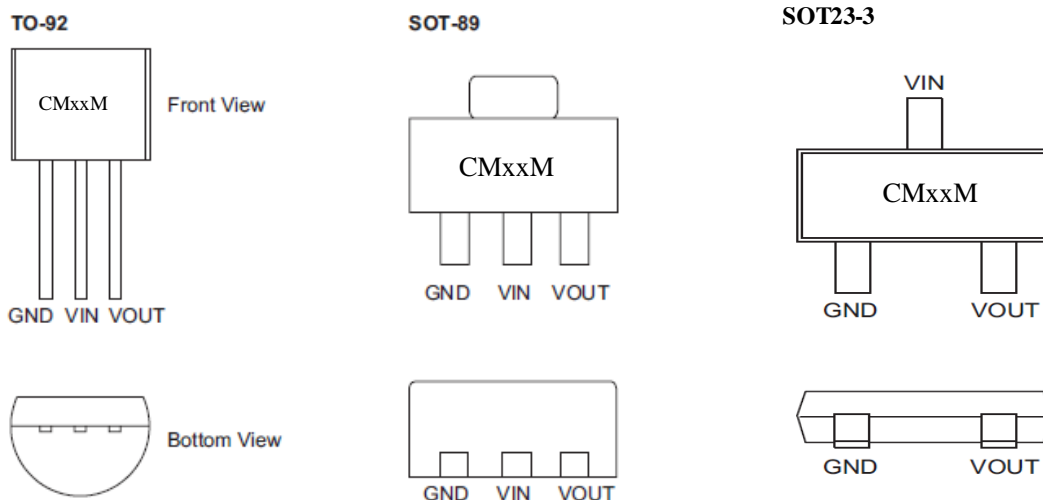 TO-92
SOT-89
SOT23-3
CMxxM
Front View
GND VIN VOUT
CMxxM
GND VIN VOUT
VIN
CMxxM
GND VOUT
Bottom View
GND VIN VOUT
GND VOUT